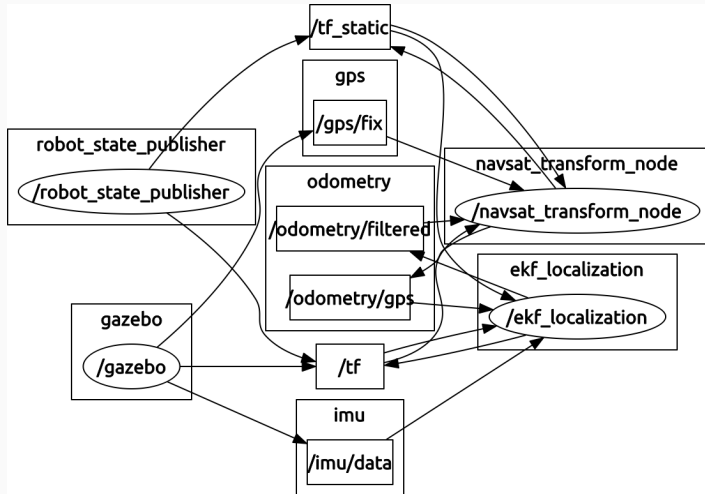 /tf_static
gps
/gps/fix
robot_state_publisher
/robot_state_publisher
navsat_transform_node
/navsat_transform_node
odometry
/odometry/filtered
/odometry/gps
ekf_localization
/ekf_localization
gazebo
/gazebo
/tf
imu
/imu/data